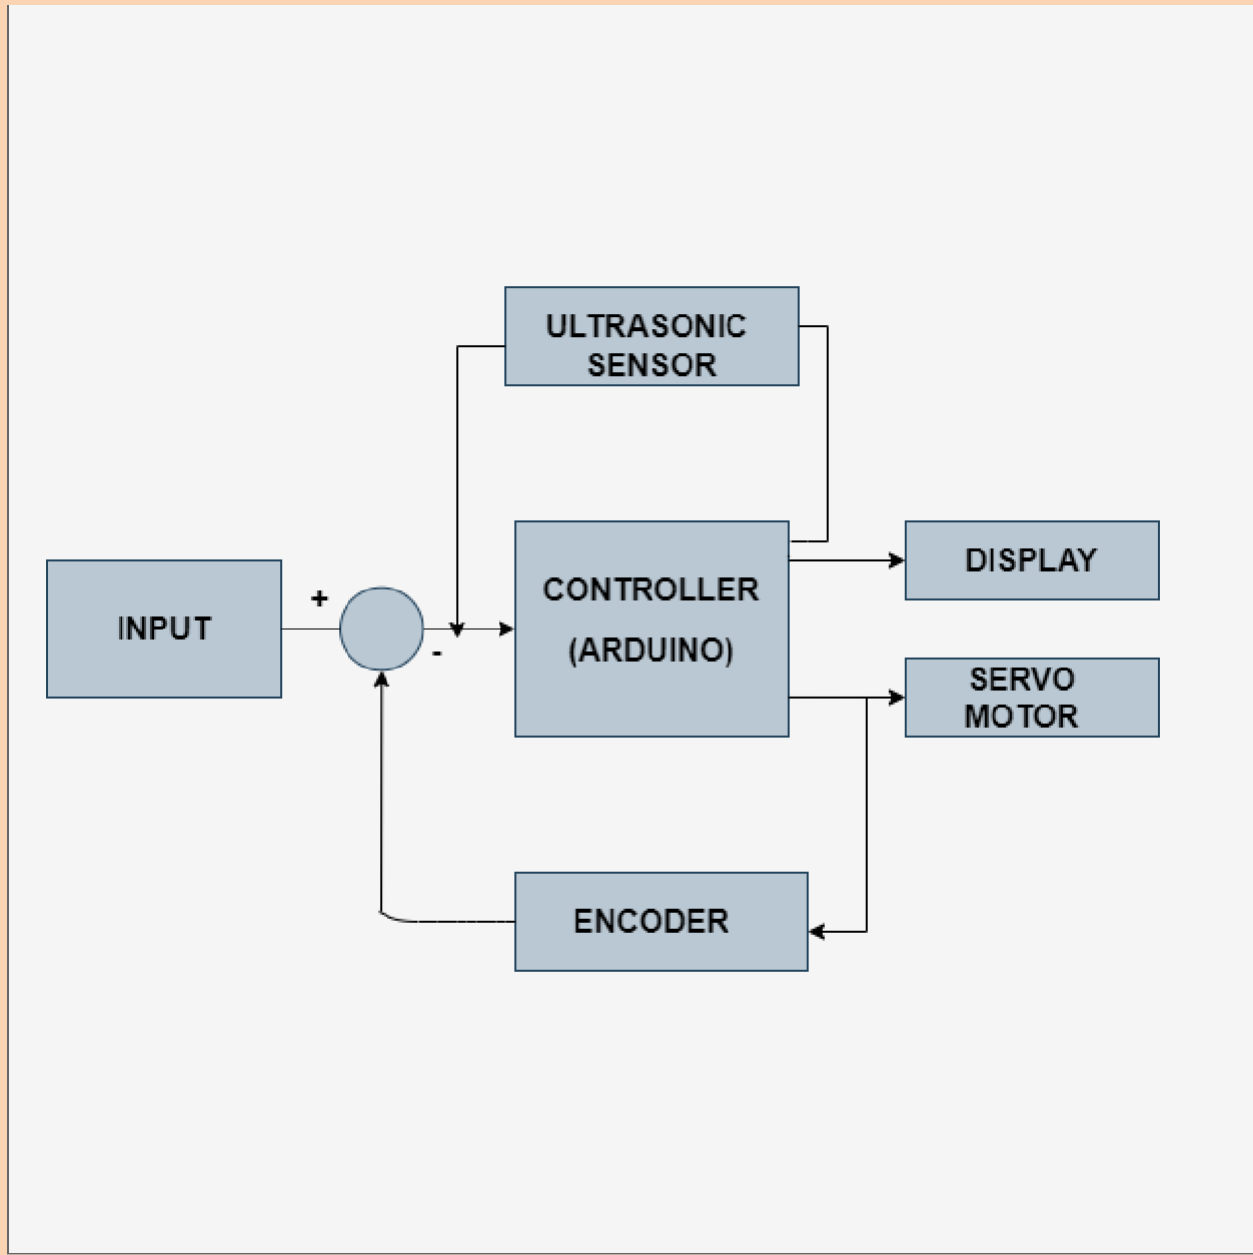 ULTRASONIC
SENSOR
CONTROLLER
(ARDUINO)
DISPLAY
INPUT
+
-
SERVO
MOTOR
ENCODER